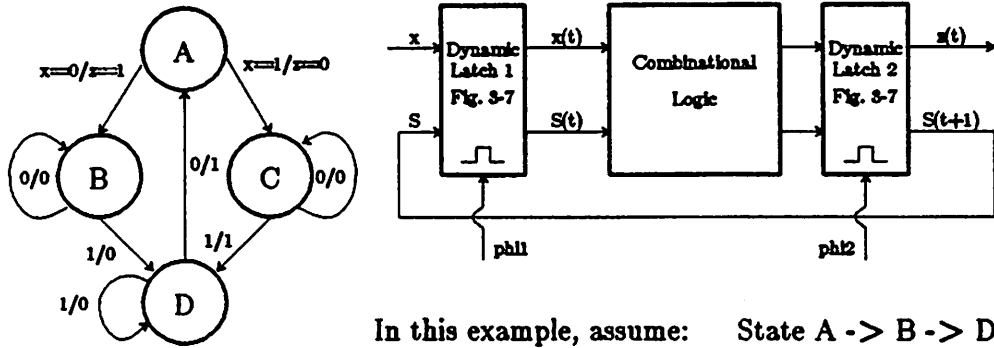 A
x=0/z=1
x=1/z=0
B
C
0/0
0/1
0/0
1/0
1/1
1/0
D
x
Dynamic
Latch 1
Fig. 3-7
x(t)
Combinational
Logic
Dynamic
Latch 2
Fig. 3-7
z(t)
S
S(t)
S(t+1)
phi1
phi2
In this example, assume: State A -> B -> D